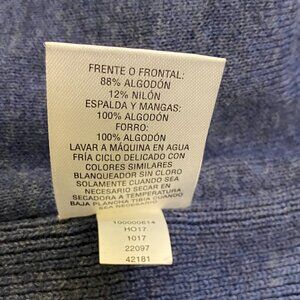 FRENTE O FRONTAL:
88% ALGODÓN
12% NILÓN
ESPALDA Y MANGAS:
100% ALGODÓN
FORRO:
100% ALGODÓN
LAVAR A MÁQUINA EN AGUA
FRÍA CICLO DELICADO CON
COLORES SIMILARES
BLANQUEADOR SIN CLORO
SOLAMENTE CUANDO SEA
NECESARIO SECAR EN
SECADORA A TEMPERATURA
BAJA PLANCHA TIBIA CUANDO
SEA NECESARIO
100000614
HO17
1017
22097
42181